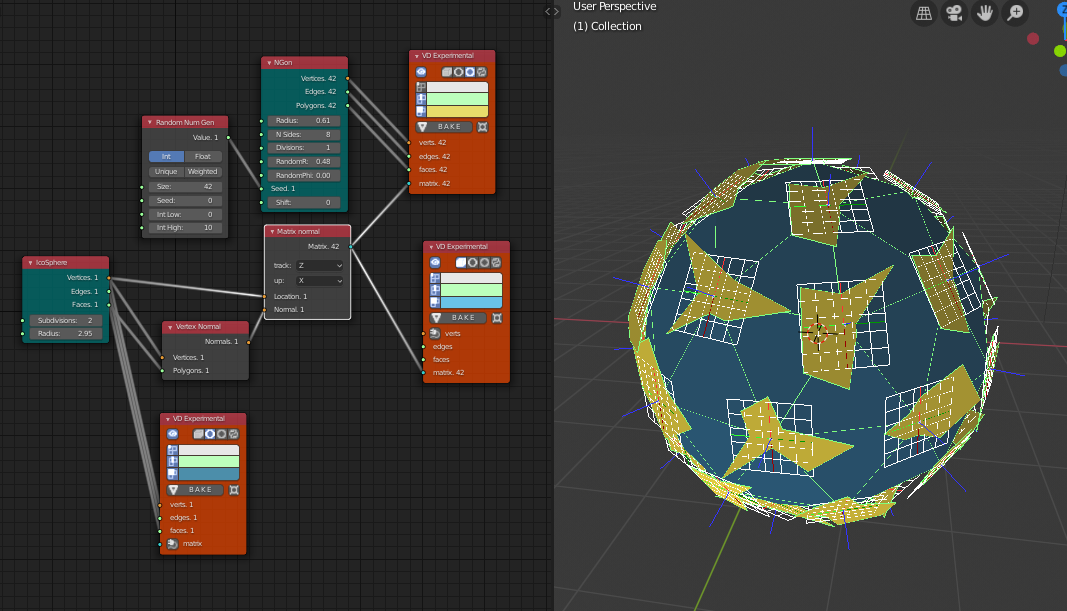 User Perspective
(1) Collection
VD Experimental
BAKE
verts. 42
edges. 42
faces. 42
matrix. 42
NGon
Vertices. 42
Edges. 42
Polygons. 42
Radius: 0.61
N Sides: 8
Divisions: 1
RandomR: 0.48
RandomPhi: 0.00
Seed. 1
Shift: 0
Random Num Gen
Value. 1
Int Float
Unique Weighted
Size: 42
Seed: 0
Int Low: 0
Int High: 10
Matrix normal
Matrix. 42
track: Z
up: X
Location. 1
Normal. 1
VD Experimental
BAKE
verts
edges
faces
matrix. 42
IcoSphere
Vertices. 1
Edges. 1
Faces. 1
Subdivisions: 2
Radius: 2.95
Vertex Normal
Normals. 1
Vertices. 1
Polygons. 1
VD Experimental
BAKE
verts. 1
edges. 1
faces. 1
matrix